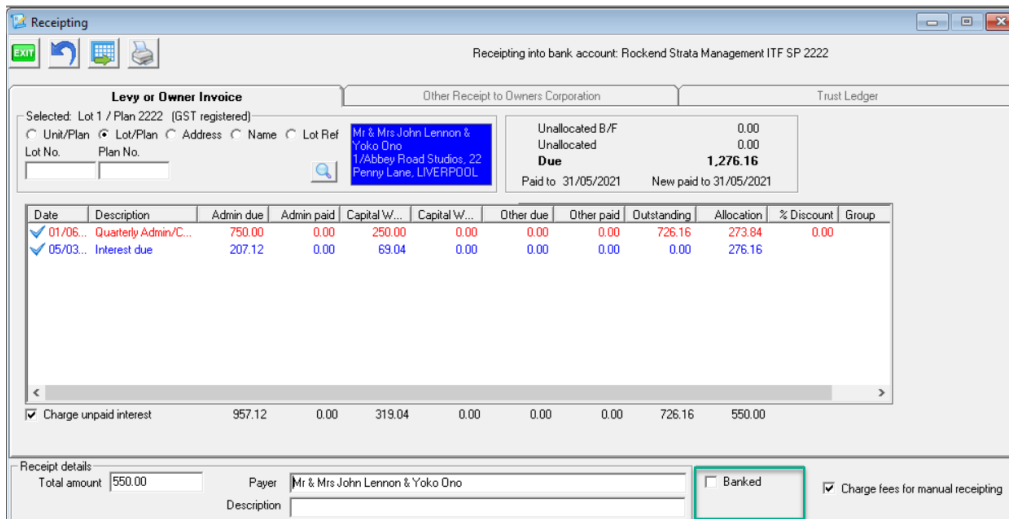 Receipting
EXIT
Receipting into bank account: Rockend Strata Management ITF SP 2222
Levy or Owner Invoice
Other Receipt to Owners Corporation
Trust Ledger
Selected: Lot 1 / Plan 2222 (GST registered)
Unit/Plan Lot/Plan Address Name Lot Ref
Lot No. Plan No.
Mr & Mrs John Lennon &
Yoko Ono
1/Abbey Road Studios, 22
Penny Lane, LIVERPOOL
Unallocated B/F 0.00
Unallocated 0.00
Due 1,276.16
Paid to 31/05/2021 New paid to 31/05/2021
Date Description Admin due Admin paid Capital W... Capital W... Other due Other paid Outstanding Allocation % Discount Group
01/06... Quarterly Admin/C... 750.00 0.00 250.00 0.00 0.00 0.00 726.16 273.84 0.00
05/03... Interest due 207.12 0.00 69.04 0.00 0.00 0.00 0.00 276.16
Charge unpaid interest 957.12 0.00 319.04 0.00 0.00 0.00 726.16 550.00
Receipt details
Total amount 550.00 Payer Mr & Mrs John Lennon & Yoko Ono Banked Charge fees for manual receipting
Description